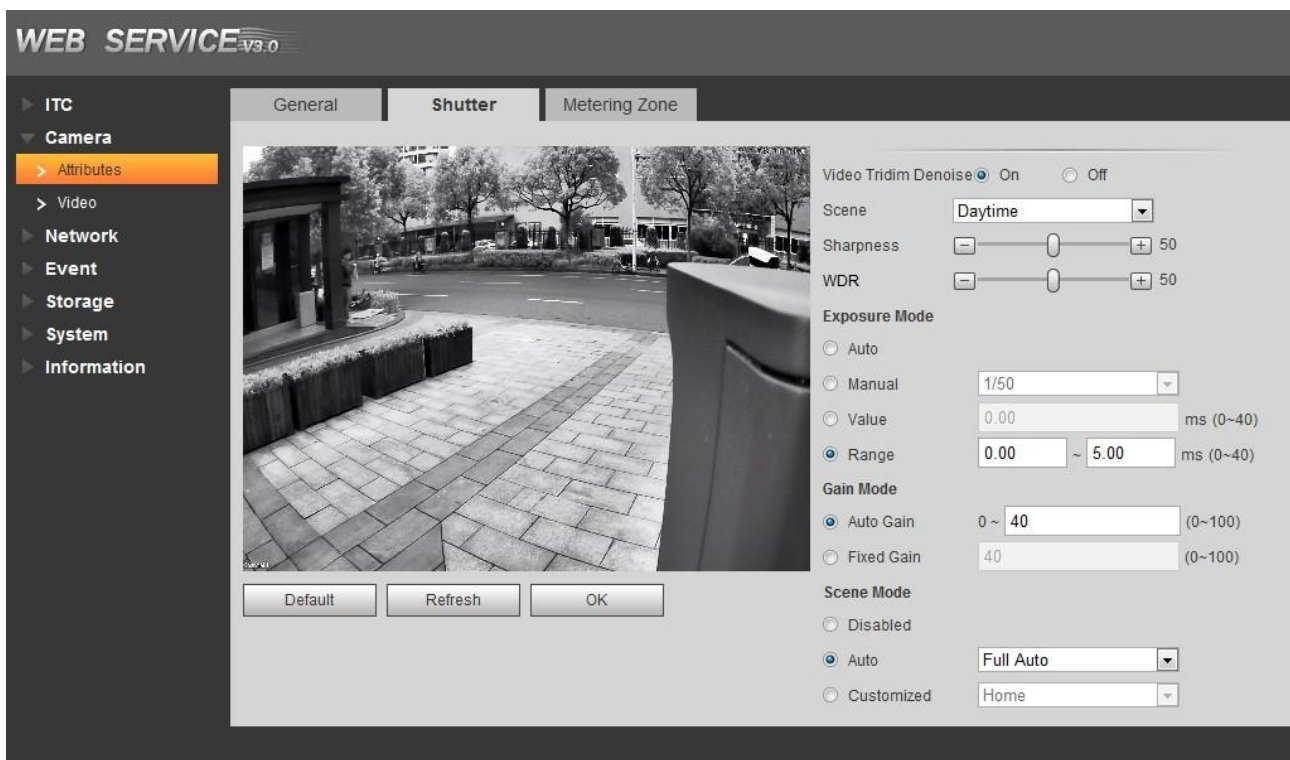 WEB SERVICE V3.0
ITC
Camera
Attributes
Video
Network
Event
Storage
System
Information
General Shutter Metering Zone
Default Refresh OK
Video Tridim Denoise On Off
Scene Daytime
Sharpness 50
WDR 50
Exposure Mode
Auto
Manual 1/50
Value 0.00 ms (0~40)
Range 0.00 ~ 5.00 ms (0~40)
Gain Mode
Auto Gain 0 ~ 40 (0~100)
Fixed Gain 40 (0~100)
Scene Mode
Disabled
Auto Full Auto
Customized Home